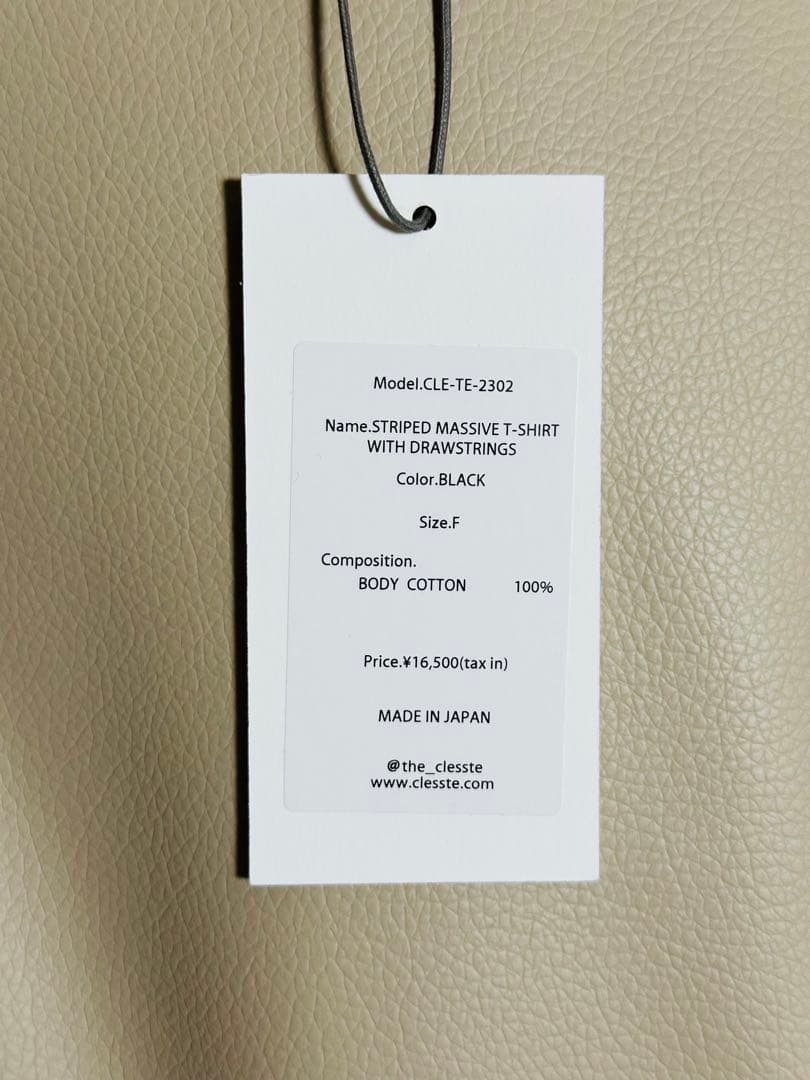 Model.CLE-TE-2302
Name.STRIPED MASSIVE T-SHIRT
WITH DRAWSTRINGS
Color.BLACK
Size.F
Composition.
BODY COTTON 100%
Price.¥16,500(tax in)
MADE IN JAPAN
@the_clesste
www.clesste.com